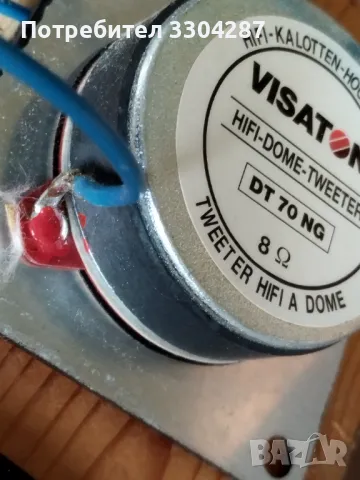 Потребител 3304287
HIFI-KALOTTEN-HO
VISATON
HIFI-DOME-TWEETER
DT 70 NG
8 Ω
TWEETER HIFI A DOME
BAZAR